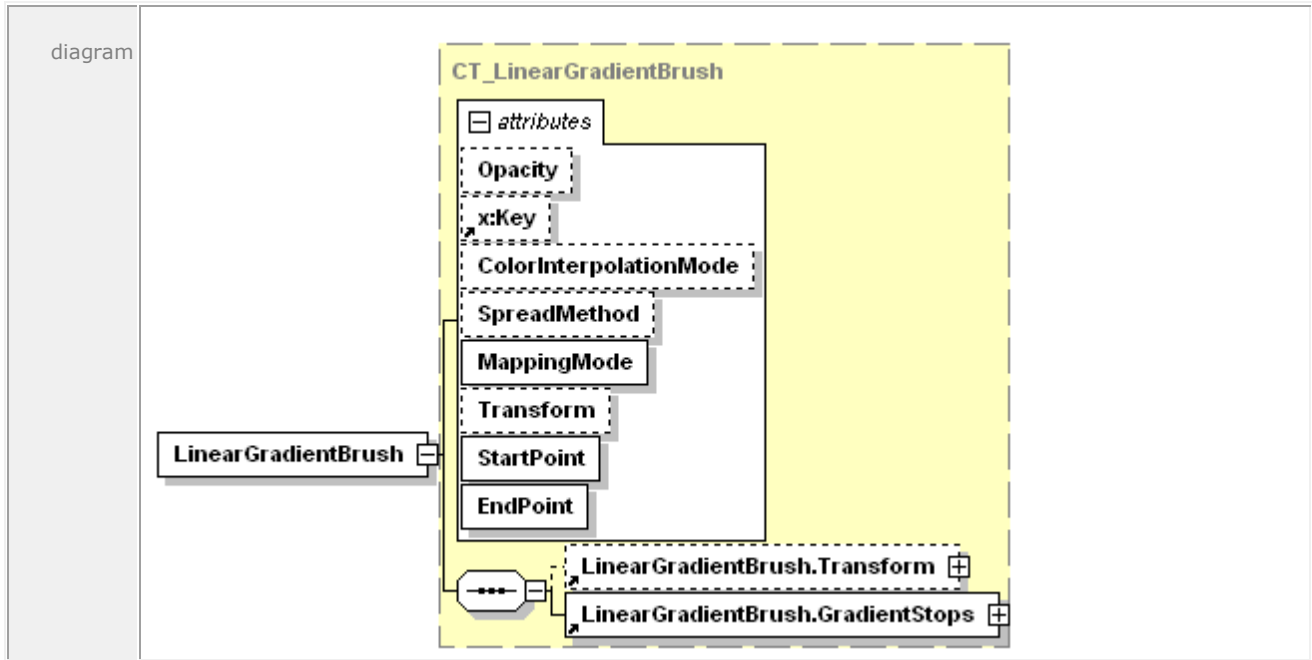 diagram
CT_LinearGradientBrush
attributes
Opacity
x:Key
ColorInterpolationMode
SpreadMethod
MappingMode
Transform
StartPoint
EndPoint
LinearGradientBrush
LinearGradientBrush.Transform
LinearGradientBrush.GradientStops